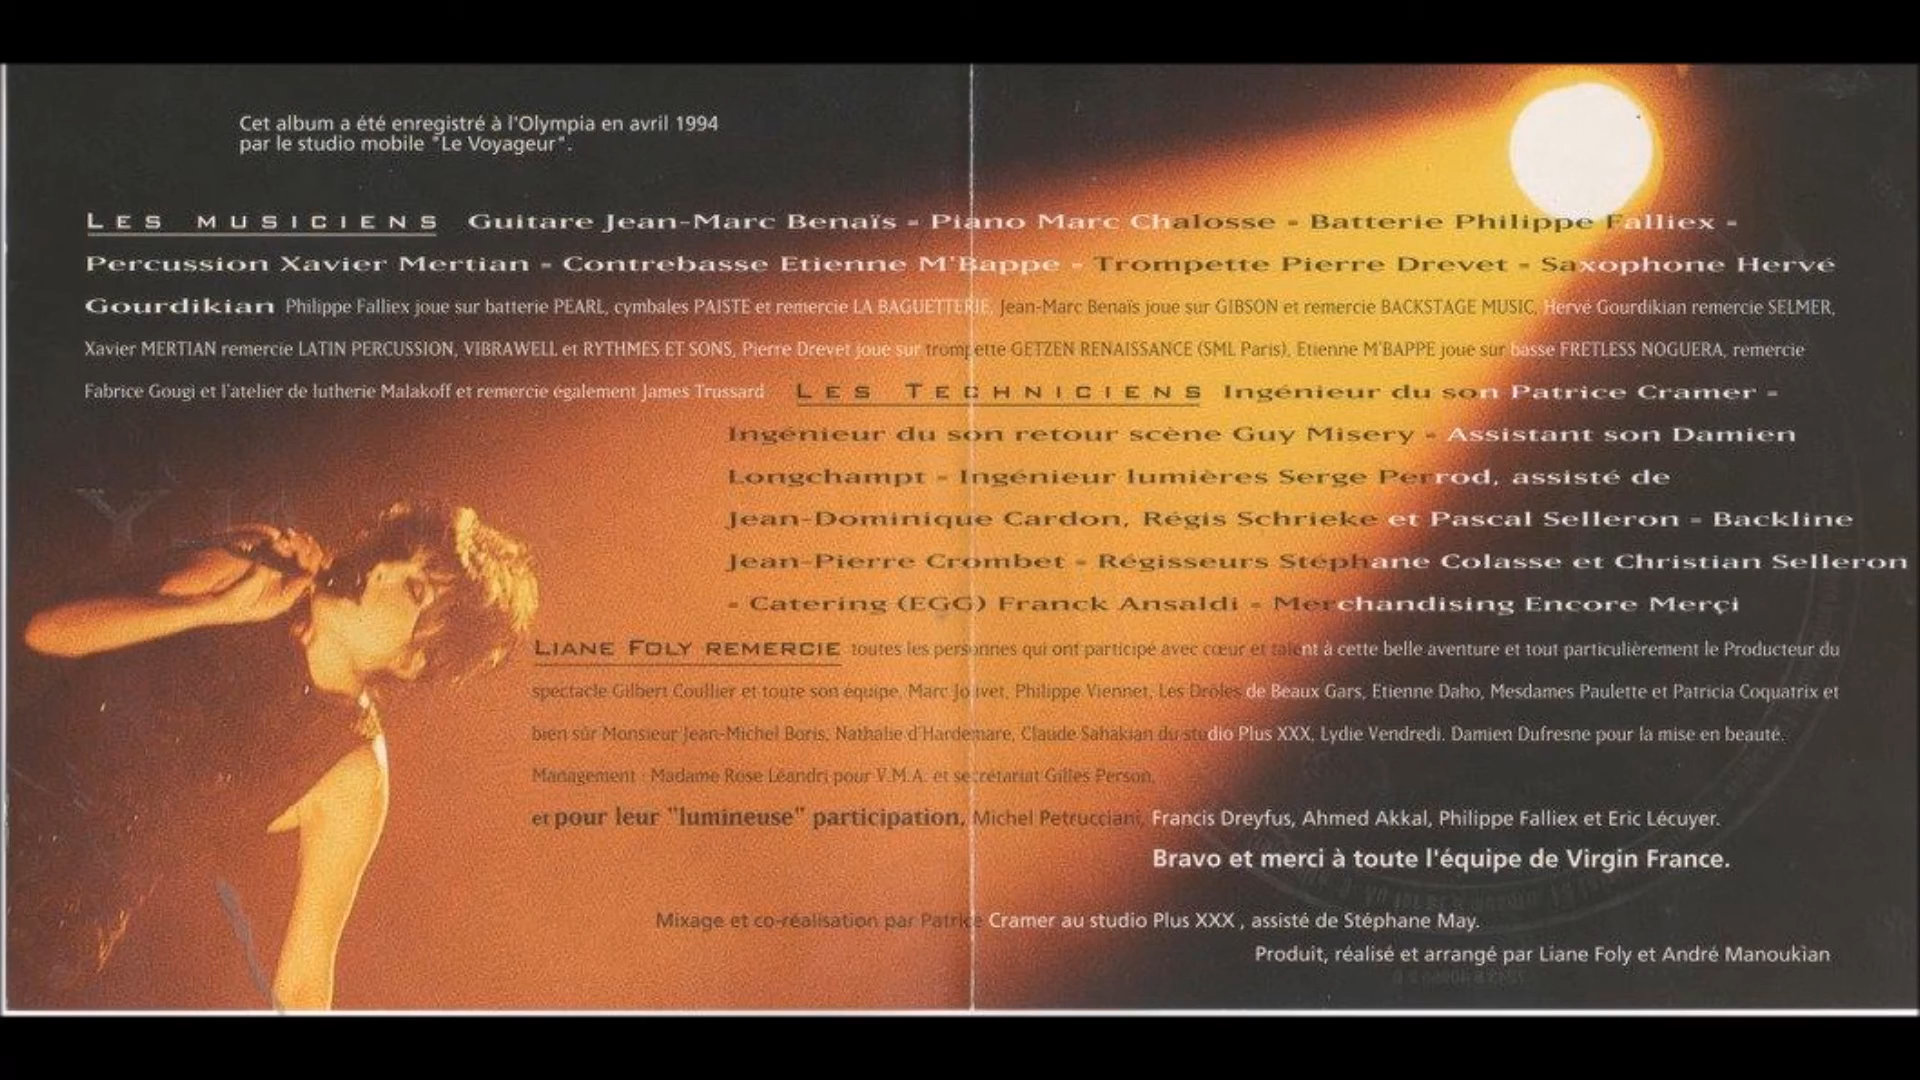 Cet album a été enregistré à l'Olympia en avril 1994
par le studio mobile "Le Voyageur".
LES MUSICIENS Guitare Jean-Marc Benaïs - Piano Marc Chalosse - Batterie Philippe Falliex -
Percussion Xavier Mertian - Contrebasse Etienne M'Bappe - Trompette Pierre Drevet - Saxophone Hervé
Gourdikian Philippe Falliex joue sur batterie PEARL, cymbales PAISTE et remercie LA BAGUETTERIE, Jean-Marc Benaïs joue sur GIBSON et remercie BACKSTAGE MUSIC, Hervé Gourdikian remercie SELMER,
Xavier MERTIAN remercie LATIN PERCUSSION, VIBRAWELL et RYTHMES ET SONS, Pierre Drevet joue sur trompette GETZEN RENAISSANCE (SML Paris), Etienne M'BAPPE joue sur basse FRETLESS NOGUERA, remercie
Fabrice Gougi et l'atelier de lutherie Malakoff et remercie également James Trussard LES TECHNICIENS Ingénieur du son Patrice Cramer -
Ingénieur du son retour scène Guy Misery - Assistant son Damien
Longchampt - Ingénieur lumières Serge Perrod, assisté de
Jean-Dominique Cardon, Régis Schrieke et Pascal Selleron - Backline
Jean-Pierre Crombet - Régisseurs Stéphane Colasse et Christian Selleron
- Catering (EGG) Franck Ansaldi - Merchandising Encore Merçi
LIANE FOLY REMERCIE toutes les personnes qui ont participé avec cœur et talent à cette belle aventure et tout particulièrement le Producteur du
spectacle Gilbert Coullier et toute son équipe, Marc Jolivet, Philippe Viennet, Les Drôles de Beaux Gars, Etienne Daho, Mesdames Paulette et Patricia Coquatrix et
bien sûr Monsieur Jean-Michel Boris, Nathalie d'Hardemare, Claude Sahakian du studio Plus XXX, Lydie Vendredi. Damien Dufresne pour la mise en beauté.
Management : Madame Rose Léandri pour V.M.A. et secrétariat Gilles Person.
et pour leur "lumineuse" participation, Michel Petrucciani, Francis Dreyfus, Ahmed Akkal, Philippe Falliex et Eric Lécuyer.
Bravo et merci à toute l'équipe de Virgin France.
Mixage et co-réalisation par Patrice Cramer au studio Plus XXX , assisté de Stéphane May.
Produit, réalisé et arrangé par Liane Foly et André Manoukian